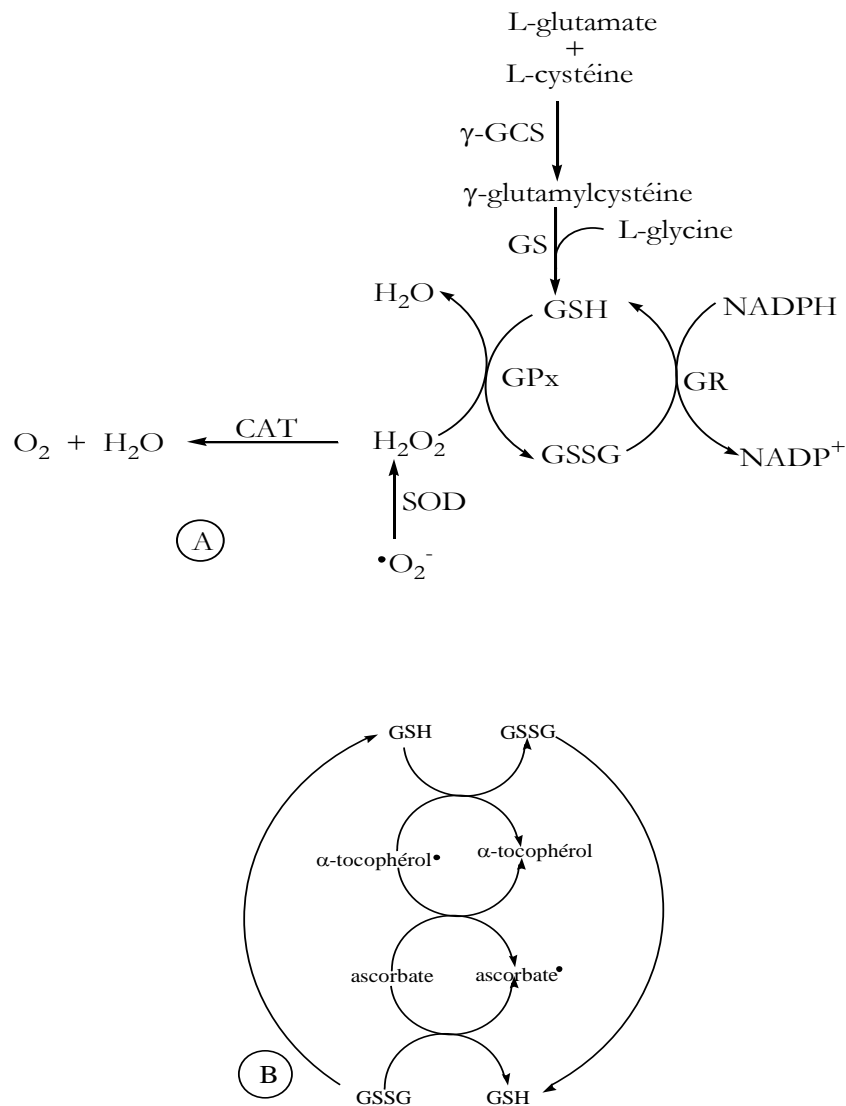 L-glutamate
+
L-cystéine
γ-GCS
γ-glutamylcystéine
GS
L-glycine
H₂O
GSH
NADPH
GPx
GR
O₂ + H₂O
CAT
H₂O₂
GSSG
NADP⁺
SOD
A
•O₂⁻
GSH GSSG
α-tocophérol• α-tocophérol
ascorbate ascorbate•
B
GSSG GSH